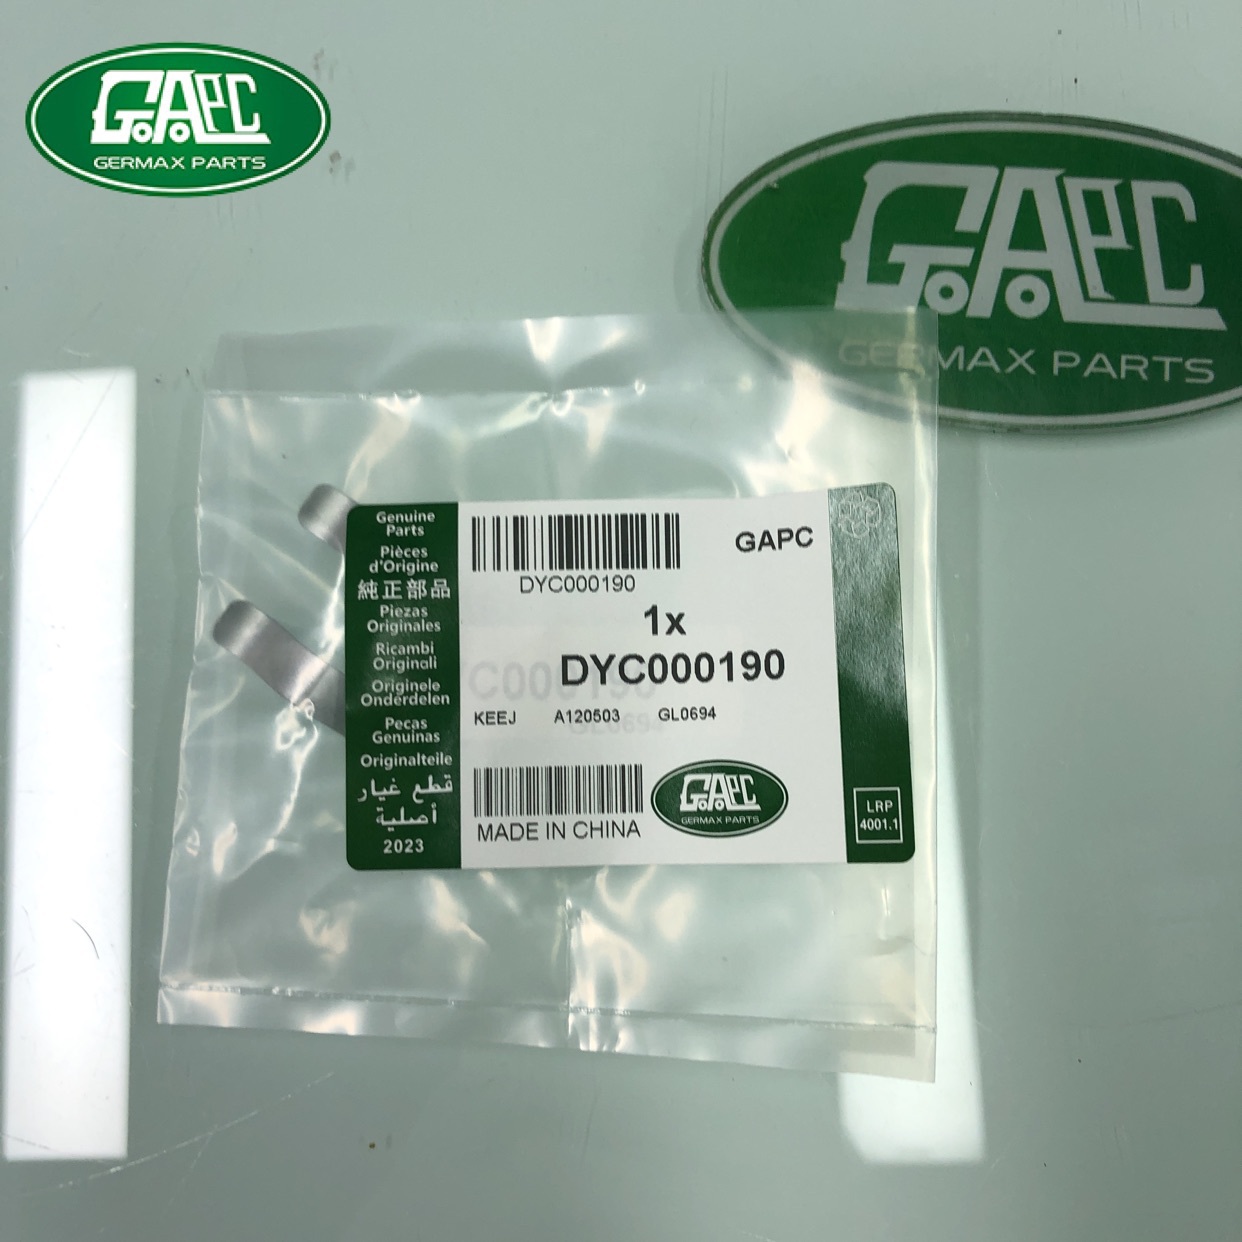 GAPC
GERMAX PARTS
GAPC
GERMAX PARTS
Genuine
Parts
Pièces
d'Origine
純正部品
Piezas
Originales
Ricambi
Originali
Originele
Onderdelen
Pecas
Genuinas
Originalteile
قطع غيار
أصلية
2023
DYC000190
GAPC
1x
DYC000190
KEEJ A120503 GL0694
MADE IN CHINA
GAPC
GERMAX PARTS
LRP
4001.1